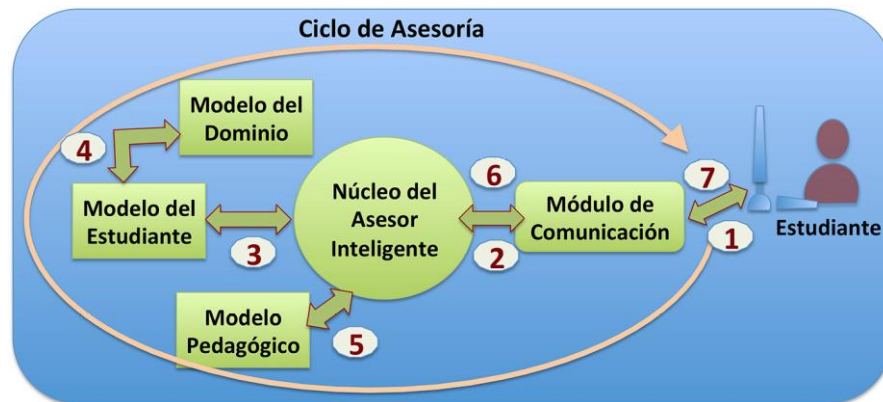 Ciclo de Asesoría
Modelo del
Dominio
4
Modelo del
Estudiante
3
Núcleo del
Asesor
Inteligente
6
2
Módulo de
Comunicación
7
1
Estudiante
Modelo
Pedagógico
5